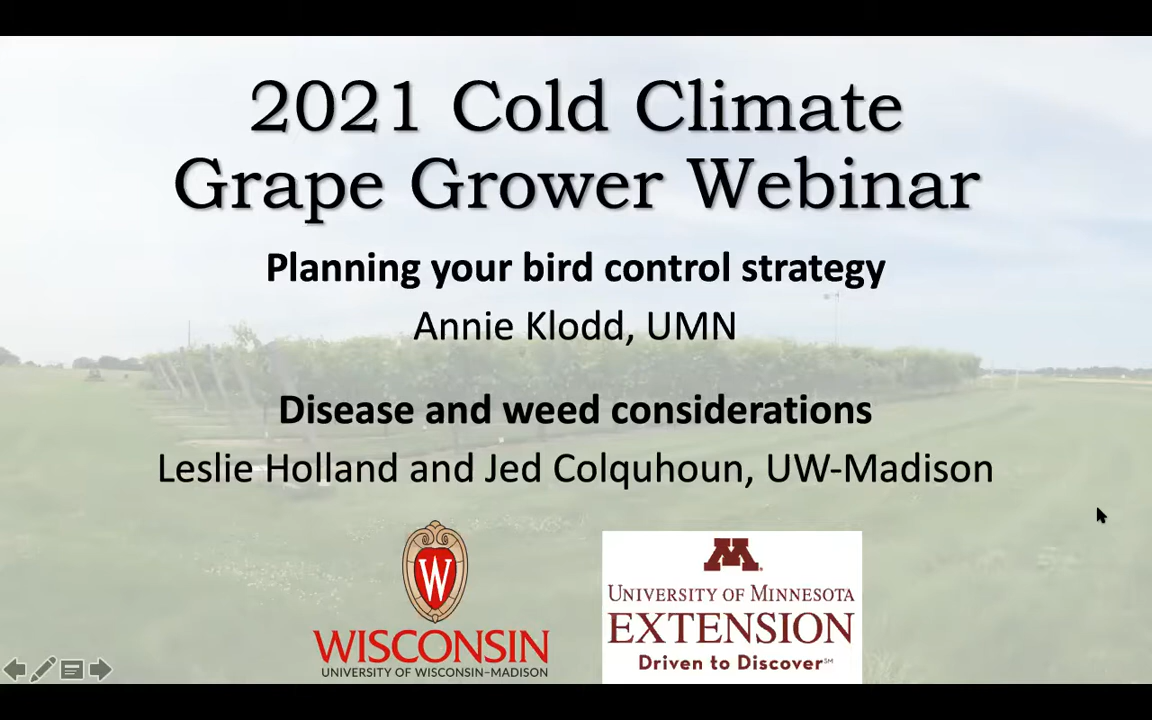 2021 Cold Climate
Grape Grower Webinar
Planning your bird control strategy
Annie Klodd, UMN
Disease and weed considerations
Leslie Holland and Jed Colquhoun, UW-Madison
W
WISCONSIN
UNIVERSITY OF WISCONSIN–MADISON
M
UNIVERSITY OF MINNESOTA
EXTENSION
Driven to Discover℠